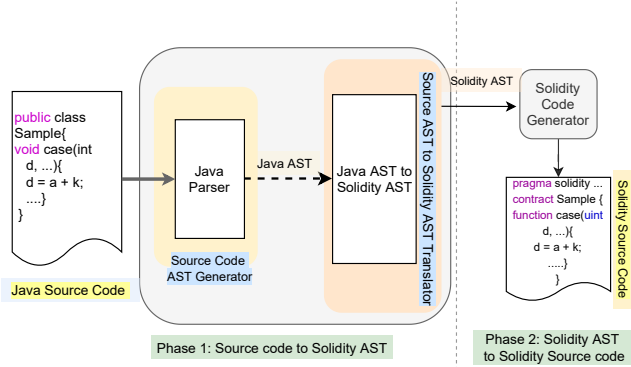 public class
Sample{
void case(int
d, ...){
d = a + k;
....}
}
Java Source Code
Java
Parser
Source Code
AST Generator
Java AST
Java AST to
Solidity AST
Source AST to Solidity AST Translator
Phase 1: Source code to Solidity AST
Solidity AST
Solidity
Code
Generator
pragma solidity ...
contract Sample {
function case(uint
d, ...){
d = a + k;
.....}
}
Solidity Source Code
Phase 2: Solidity AST
to Solidity Source code